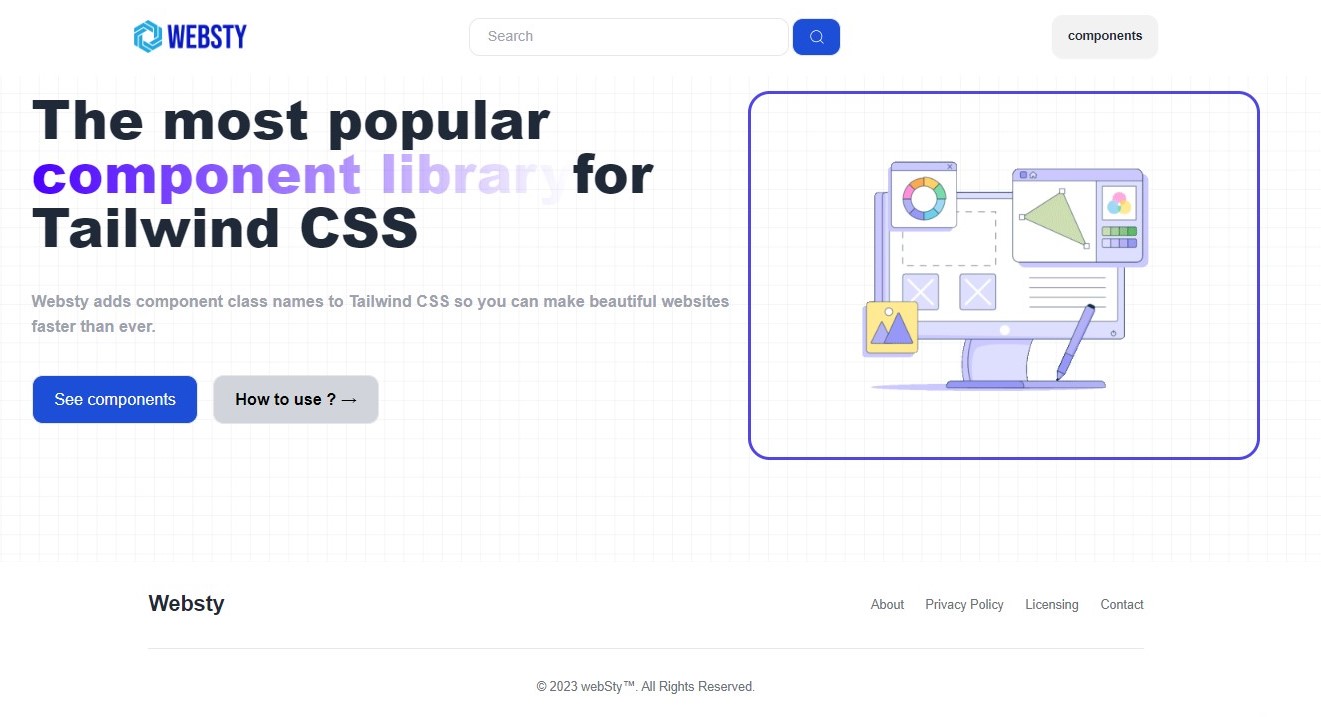 WEBSTY
Search
components
The most popular
component library for
Tailwind CSS
Websty adds component class names to Tailwind CSS so you can make beautiful websites
faster than ever.
See components
How to use ? →
Websty
About
Privacy Policy
Licensing
Contact
© 2023 webSty™. All Rights Reserved.